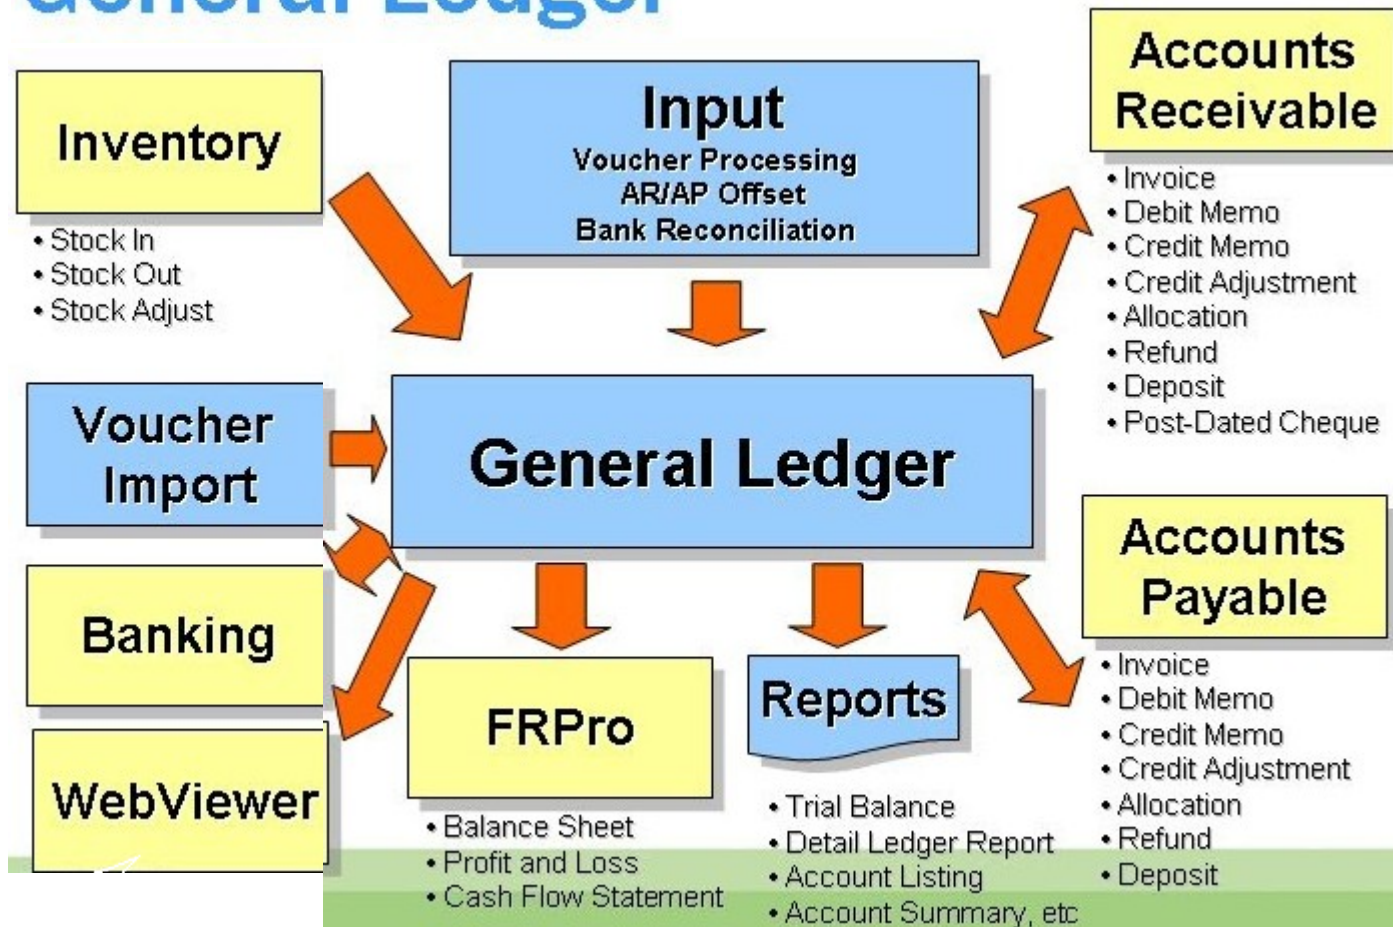 General Ledger
Inventory
• Stock In
• Stock Out
• Stock Adjust
Input
Voucher Processing
AR/AP Offset
Bank Reconciliation
Accounts
Receivable
• Invoice
• Debit Memo
• Credit Memo
• Credit Adjustment
• Allocation
• Refund
• Deposit
• Post-Dated Cheque
Voucher
Import
General Ledger
Banking
WebViewer
FRPro
• Balance Sheet
• Profit and Loss
• Cash Flow Statement
Reports
• Trial Balance
• Detail Ledger Report
• Account Listing
• Account Summary, etc
Accounts
Payable
• Invoice
• Debit Memo
• Credit Memo
• Credit Adjustment
• Allocation
• Refund
• Deposit